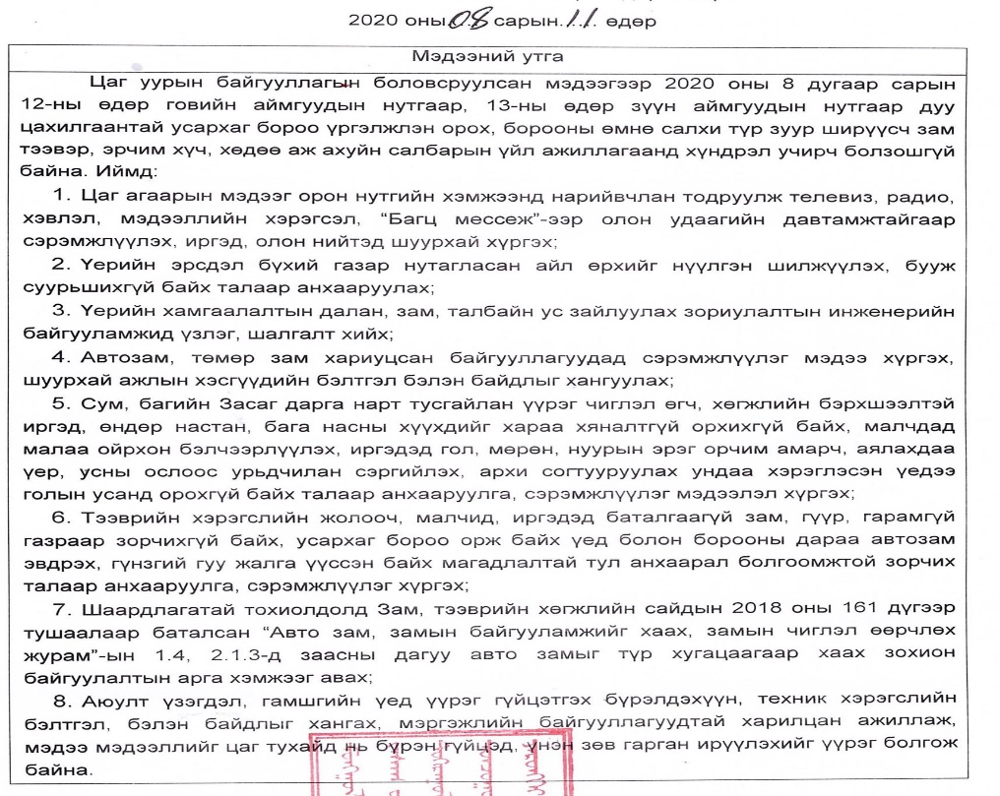 2020 оны 08 сарын 11 өдөр
Мэдээний утга
Цаг уурын байгууллагын боловсруулсан мэдээгээр 2020 оны 8 дугаар сарын
12-ны өдөр говийн аймгуудын нутгаар, 13-ны өдөр зүүн аймгуудын нутгаар дуу
цахилгаантай усархаг бороо үргэлжлэн орох, борооны өмнө салхи түр зуур ширүүсч зам
тээвэр, эрчим хүч, хөдөө аж ахуйн салбарын үйл ажиллагаанд хүндрэл учирч болзошгүй
байна. Иймд:
1. Цаг агаарын мэдээг орон нутгийн хэмжээнд нарийвчлан тодруулж телевиз, радио,
хэвлэл, мэдээллийн хэрэгсэл, “Багц мессеж”-ээр олон удаагийн давтамжтайгаар
сэрэмжлүүлэх, иргэд, олон нийтэд шуурхай хүргэх;
2. Үерийн эрсдэл бүхий газар нутагласан айл өрхийг нүүлгэн шилжүүлэх, бууж
суурьшихгүй байх талаар анхааруулах;
3. Үерийн хамгаалалтын далан, зам, талбайн ус зайлуулах зориулалтын инженерийн
байгууламжид үзлэг, шалгалт хийх;
4. Автозам, төмөр зам хариуцсан байгууллагуудад сэрэмжлүүлэг мэдээ хүргэх,
шуурхай ажлын хэсгүүдийн бэлтгэл бэлэн байдлыг хангуулах;
5. Сум, багийн Засаг дарга нарт тусгайлан үүрэг чиглэл өгч, хөгжлийн бэрхшээлтэй
иргэд, өндөр настан, бага насны хүүхдийг хараа хяналтгүй орхихгүй байх, малчдад
малаа ойрхон бэлчээрлүүлэх, иргэдэд гол, мөрөн, нуурын эрэг орчим амарч, аялахдаа
үер, усны ослоос урьдчилан сэргийлэх, архи согтууруулах ундаа хэрэглэсэн үедээ
голын усанд орохгүй байх талаар анхааруулга, сэрэмжлүүлэг мэдээлэл хүргэх;
6. Тээврийн хэрэгслийн жолооч, малчид, иргэдэд баталгаагүй зам, гүүр, гарамгүй
газраар зорчихгүй байх, усархаг бороо орж байх үед болон борооны дараа автозам
эвдрэх, гүнзгий гуу жалга үүссэн байх магадлалтай тул анхаарал болгоомжтой зорчих
талаар анхааруулга, сэрэмжлүүлэг хүргэх;
7. Шаардлагатай тохиолдолд Зам, тээврийн хөгжлийн сайдын 2018 оны 161 дүгээр
тушаалаар баталсан “Авто зам, замын байгууламжийг хаах, замын чиглэл өөрчлөх
журам”-ын 1.4, 2.1.3-д заасны дагуу авто замыг түр хугацаагаар хаах зохион
байгуулалтын арга хэмжээг авах;
8. Аюулт үзэгдэл, гамшгийн үед үүрэг гүйцэтгэх бүрэлдэхүүн, техник хэрэгслийн
бэлтгэл, бэлэн байдлыг хангах, мэргэжлийн байгууллагуудтай харилцан ажиллаж,
мэдээ мэдээллийг цаг тухайд нь бүрэн гүйцэд, үнэн зөв гарган ирүүлэхийг үүрэг болгож
байна.